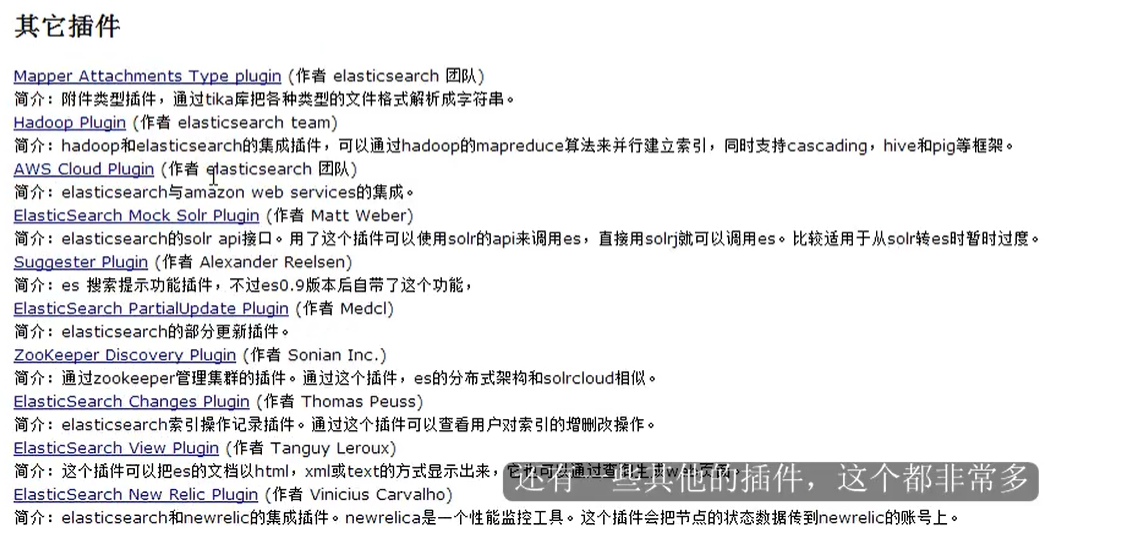 其它插件
Mapper Attachments Type plugin (作者 elasticsearch 团队)
简介：附件类型插件，通过tika库把各种类型的文件格式解析成字符串。
Hadoop Plugin (作者 elasticsearch team)
简介：hadoop和elasticsearch的集成插件，可以通过hadoop的mapreduce算法来并行建立索引，同时支持cascading，hive和pig等框架。
AWS Cloud Plugin (作者 elasticsearch 团队)
简介：elasticsearch与amazon web services的集成。
ElasticSearch Mock Solr Plugin (作者 Matt Weber)
简介：elasticsearch的solr api接口。用了这个插件可以使用solr的api来调用es，直接用solrj就可以调用es。比较适用于从solr转es时暂时过度。
Suggester Plugin (作者 Alexander Reelsen)
简介：es 搜索提示功能插件，不过es0.9版本后自带了这个功能，
ElasticSearch PartialUpdate Plugin (作者 Medcl)
简介：elasticsearch的部分更新插件。
ZooKeeper Discovery Plugin (作者 Sonian Inc.)
简介：通过zookeeper管理集群的插件。通过这个插件，es的分布式架构和solrcloud相似。
ElasticSearch Changes Plugin (作者 Thomas Peuss)
简介：elasticsearch索引操作记录插件。通过这个插件可以查看用户对索引的增删改操作。
ElasticSearch View Plugin (作者 Tanguy Leroux)
简介：这个插件可以把es的文档以html，xml或text的方式显示出来，
还有一些其他的插件，这个都非常多
ElasticSearch New Relic Plugin (作者 Vinicius Carvalho)
简介：elasticsearch和newrelic的集成插件。newrelica是一个性能监控工具。这个插件会把节点的状态数据传到newrelic的账号上。